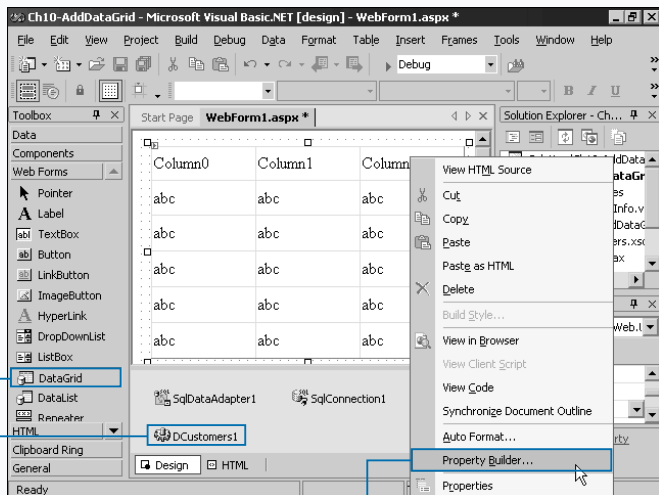 Ch10-AddDataGrid - Microsoft Visual Basic.NET [design] - WebForm1.aspx *
File Edit View Project Build Debug Data Format Table Insert Frames Tools Window Help
Debug
B I U
Toolbox
Data
Components
Web Forms
Pointer
A Label
abl TextBox
ab Button
ab LinkButton
ImageButton
A HyperLink
DropDownList
ListBox
DataGrid
DataList
Repeater
HTML
Clipboard Ring
General
Start Page WebForm1.aspx *
Column0 Column1 Column
abc abc abc
abc abc abc
abc abc abc
abc abc abc
abc abc abc
SqlDataAdapter1 SqlConnection1
DCustomers1
Design HTML
Solution Explorer - Ch...
View HTML Source
Cut
Copy
Paste
Paste as HTML
Delete
Build Style...
View in Browser
View Client Script
View Code
Synchronize Document Outline
Auto Format...
Property Builder...
Properties
Ready